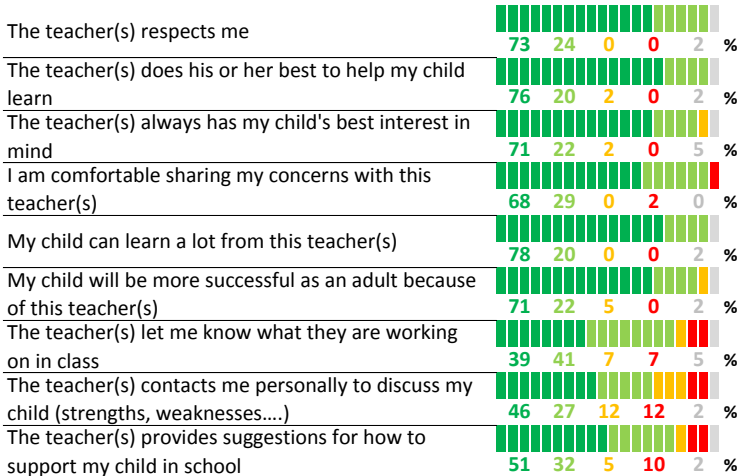 The teacher(s) respects me
73 24 0 0 2 %
The teacher(s) does his or her best to help my child
learn
76 20 2 0 2 %
The teacher(s) always has my child's best interest in
mind
71 22 2 0 5 %
I am comfortable sharing my concerns with this
teacher(s)
68 29 0 2 0 %
My child can learn a lot from this teacher(s)
78 20 0 0 2 %
My child will be more successful as an adult because
of this teacher(s)
71 22 5 0 2 %
The teacher(s) let me know what they are working
on in class
39 41 7 7 5 %
The teacher(s) contacts me personally to discuss my
child (strengths, weaknesses....)
46 27 12 12 2 %
The teacher(s) provides suggestions for how to
support my child in school
51 32 5 10 2 %